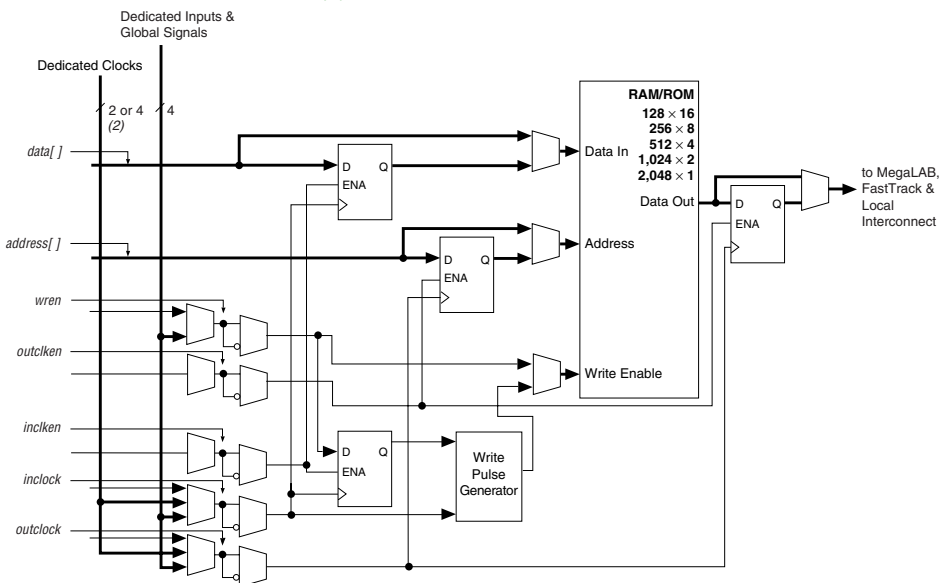 Dedicated Inputs &
Global Signals
Dedicated Clocks
2 or 4
(2)
4
RAM/ROM
128 × 16
256 × 8
512 × 4
1,024 × 2
2,048 × 1
data[ ]
D Q
ENA
Data In
Data Out
D Q
ENA
to MegaLAB,
FastTrack &
Local
Interconnect
address[ ]
D Q
ENA
Address
wren
outclken
Write Enable
inclken
D Q
ENA
Write
Pulse
Generator
inclock
outclock